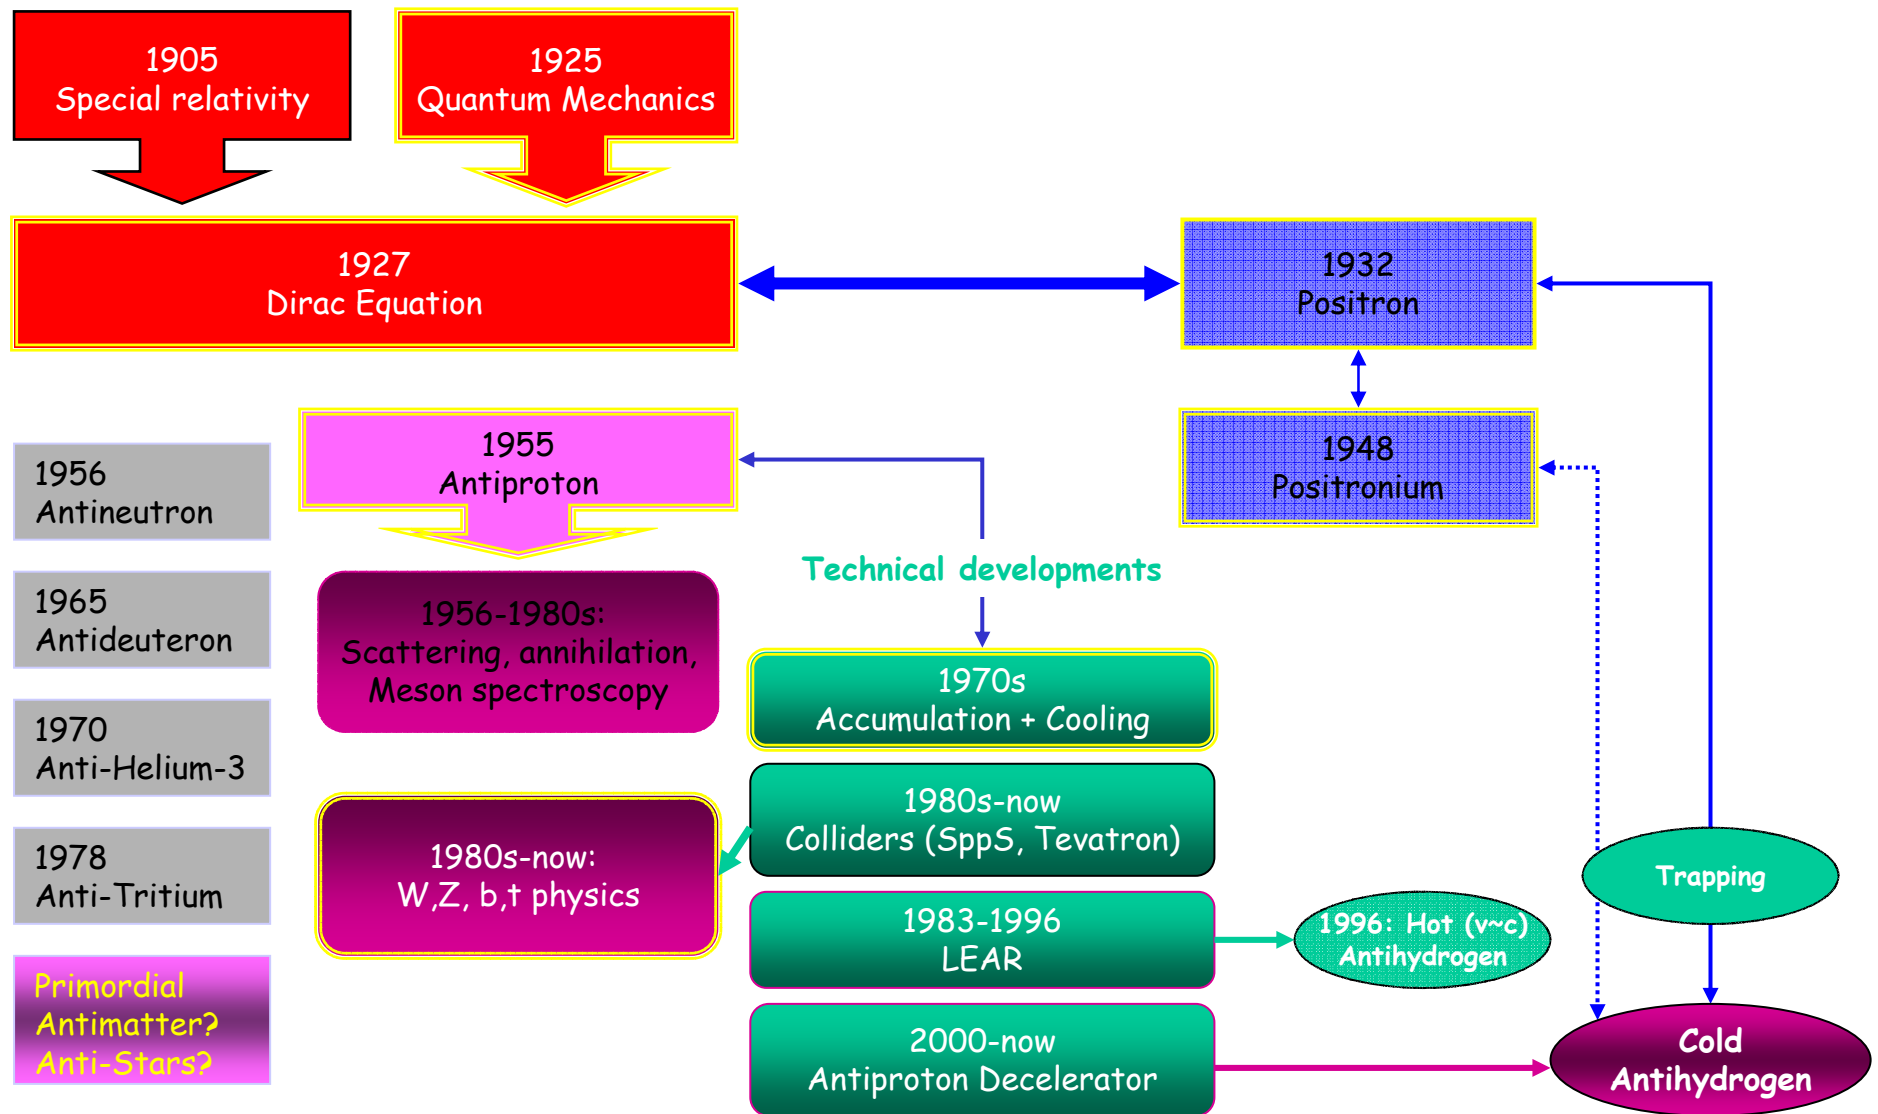 1905
Special relativity
1925
Quantum Mechanics
1927
Dirac Equation
1932
Positron
1948
Positronium
1955
Antiproton
1956
Antineutron
1965
Antideuteron
1970
Anti-Helium-3
1978
Anti-Tritium
Primordial
Antimatter?
Anti-Stars?
1956-1980s:
Scattering, annihilation,
Meson spectroscopy
1980s-now:
W,Z, b,t physics
Technical developments
1970s
Accumulation + Cooling
1980s-now
Colliders (SppS, Tevatron)
1983-1996
LEAR
2000-now
Antiproton Decelerator
1996: Hot (v~c)
Antihydrogen
Trapping
Cold
Antihydrogen